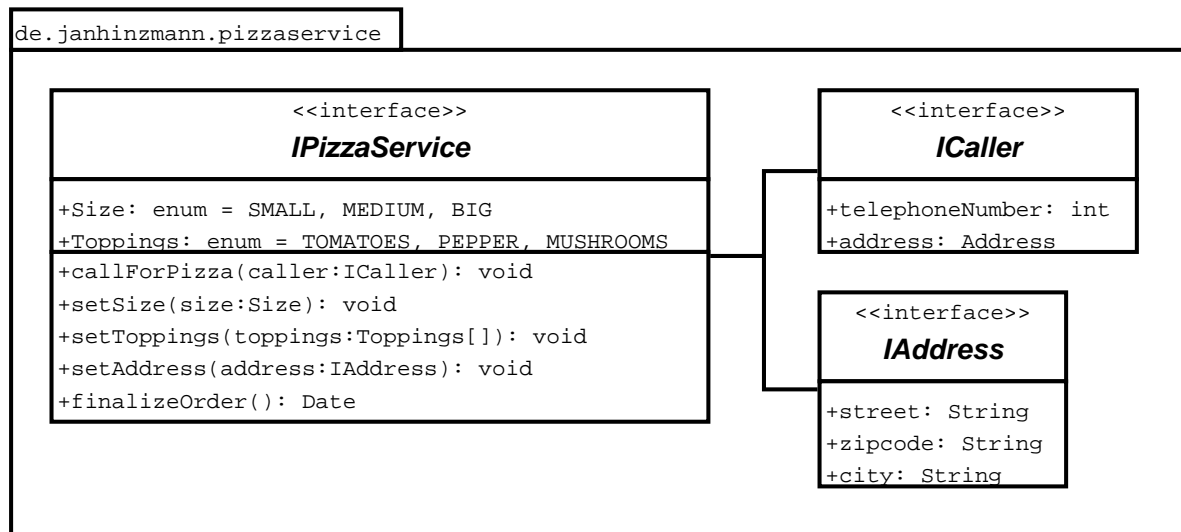 de.janhinzmann.pizzaservice
<<interface>>
IPizzaService
+Size: enum = SMALL, MEDIUM, BIG
+Toppings: enum = TOMATOES, PEPPER, MUSHROOMS
+callForPizza(caller:ICaller): void
+setSize(size:Size): void
+setToppings(toppings:Toppings[]): void
+setAddress(address:IAddress): void
+finalizeOrder(): Date
<<interface>>
ICaller
+telephoneNumber: int
+address: Address
<<interface>>
IAddress
+street: String
+zipcode: String
+city: String